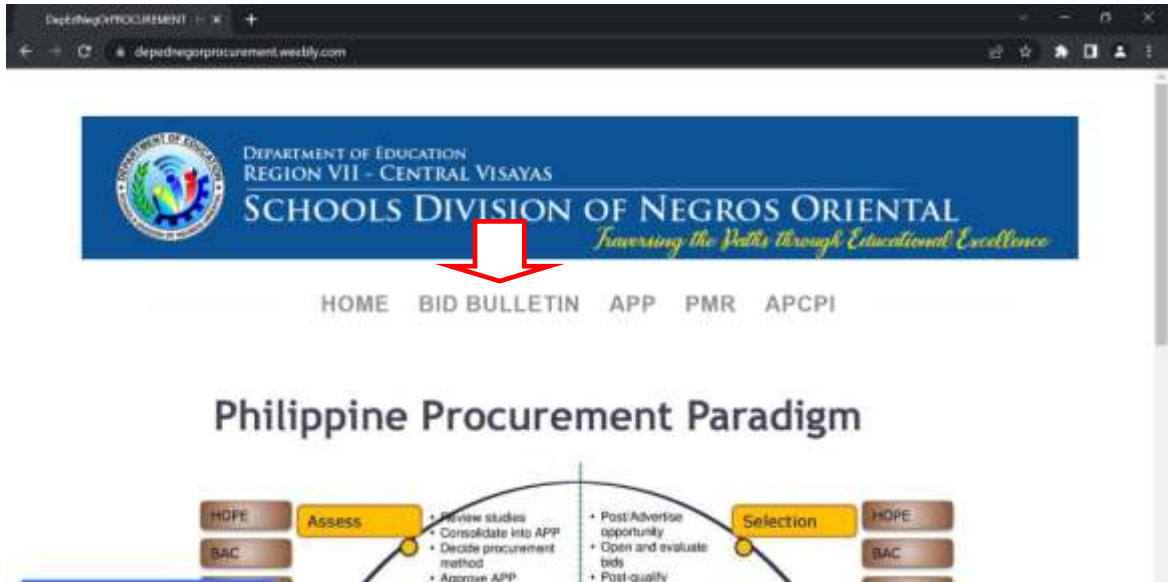 DepEdNegOrPROCUREMENT
depednegorprocurement.weebly.com
DEPARTMENT OF EDUCATION
REGION VII - CENTRAL VISAYAS
SCHOOLS DIVISION OF NEGROS ORIENTAL
Traversing the Paths through Educational Excellence
HOME BID BULLETIN APP PMR APCPI
Philippine Procurement Paradigm
HOPE
BAC
Assess
• Review studies
• Consolidate into APP
• Decide procurement
method
• Approve APP
• Post/Advertise
opportunity
• Open and evaluate
bids
• Post-qualify
Selection
HOPE
BAC